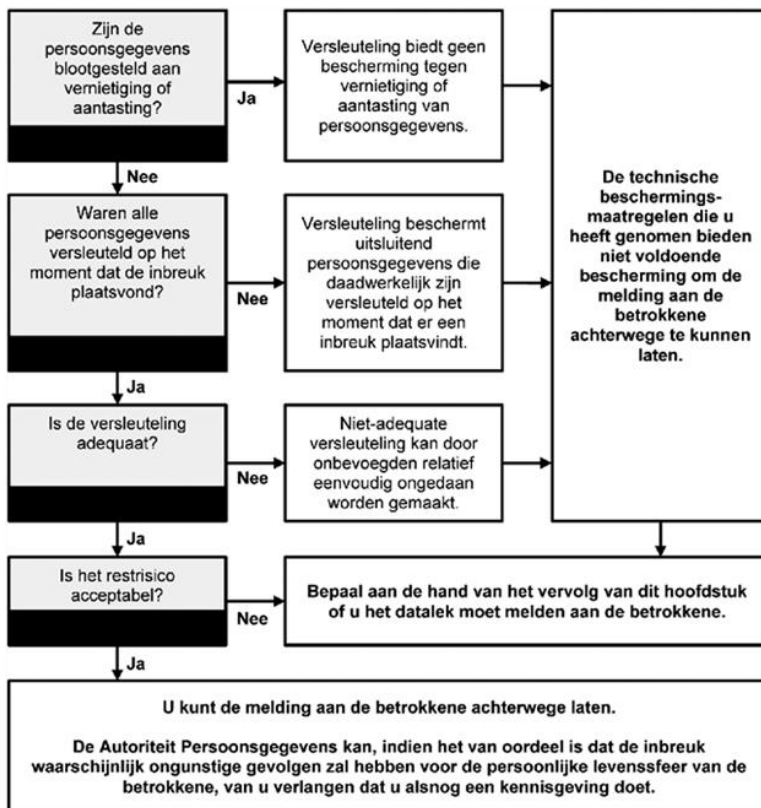 Zijn de
persoonsgegevens
blootgesteld aan
vernietiging of
aantasting?
Ja
Versleuteling biedt geen
bescherming tegen
vernietiging of
aantasting van
persoonsgegevens.
Nee
Waren alle
persoonsgegevens
versleuteld op het
moment dat de inbreuk
plaatsvond?
Nee
Versleuteling beschermt
uitsluitend
persoonsgegevens die
daadwerkelijk zijn
versleuteld op het
moment dat er een
inbreuk plaatsvindt.
De technische
beschermings-
maatregelen die u
heeft genomen bieden
niet voldoende
bescherming om de
melding aan de
betrokkene
achterwege te kunnen
laten.
Ja
Is de versleuteling
adequaat?
Nee
Niet-adequate
versleuteling kan door
onbevoegden relatief
eenvoudig ongedaan
worden gemaakt.
Ja
Is het restrisico
acceptabel?
Nee
Bepaal aan de hand van het vervolg van dit hoofdstuk
of u het datalek moet melden aan de betrokkene.
Ja
U kunt de melding aan de betrokkene achterwege laten.
De Autoriteit Persoonsgegevens kan, indien het van oordeel is dat de inbreuk
waarschijnlijk ongunstige gevolgen zal hebben voor de persoonlijke levenssfeer van de
betrokkene, van u verlangen dat u alsnog een kennisgeving doet.